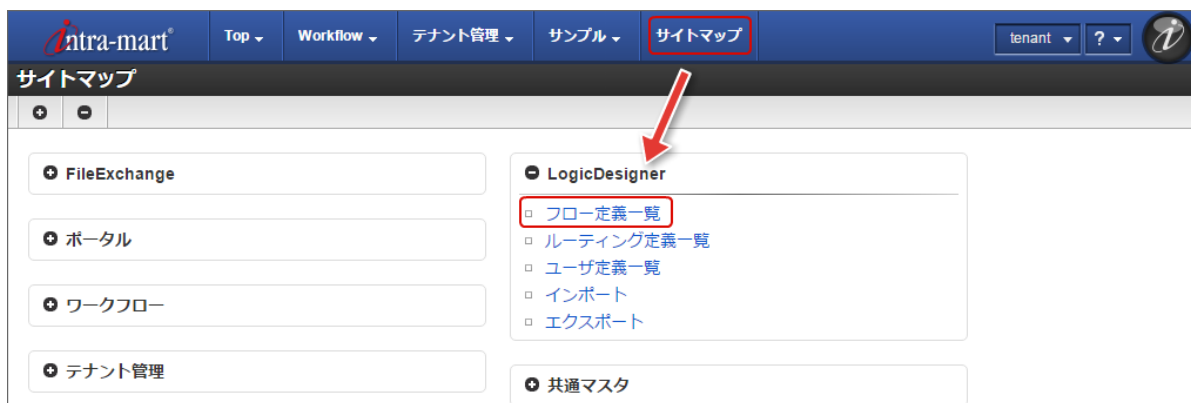 intra-mart®
Top
Workflow
テナント管理
サンプル
サイトマップ
tenant
?
サイトマップ
FileExchange
ポータル
ワークフロー
テナント管理
LogicDesigner
フロー定義一覧
ルーティング定義一覧
ユーザ定義一覧
インポート
エクスポート
共通マスタ